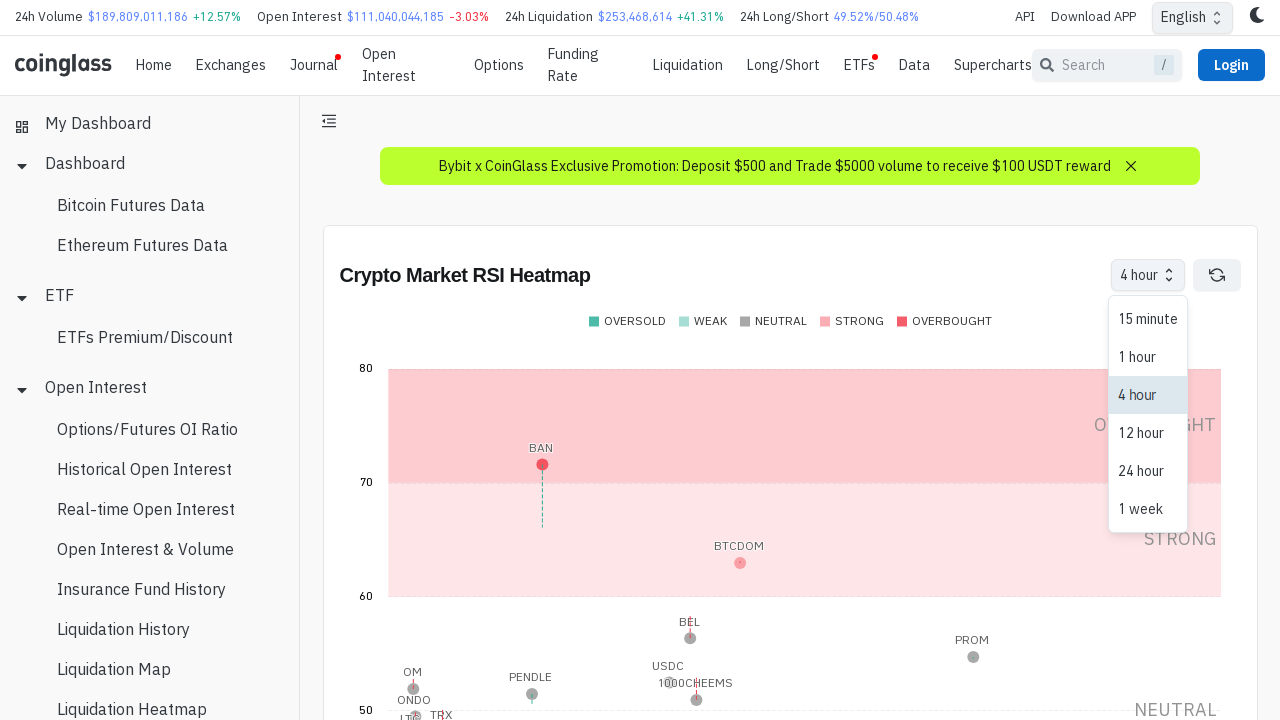 24h Volume $189,809,011,186 +12.57% Open Interest $111,040,044,185 -3.03% 24h Liquidation $253,468,614 +41.31% 24h Long/Short 49.52%/50.48% API Download APP English
coinglass Home Exchanges Journal Open Interest Options Funding Rate Liquidation Long/Short ETFs Data Supercharts Search / Login
My Dashboard
Dashboard
Bitcoin Futures Data
Ethereum Futures Data
ETF
ETFs Premium/Discount
Open Interest
Options/Futures OI Ratio
Historical Open Interest
Real-time Open Interest
Open Interest & Volume
Insurance Fund History
Liquidation History
Liquidation Map
Liquidation Heatmap
Bybit x CoinGlass Exclusive Promotion: Deposit $500 and Trade $5000 volume to receive $100 USDT reward
Crypto Market RSI Heatmap 4 hour
15 minute
1 hour
4 hour
12 hour
24 hour
1 week
OVERSOLD WEAK NEUTRAL STRONG OVERBOUGHT
80
BAN
70
BTCDOM
STRONG
60
BEL
PROM
USDC
OM
PENDLE
1000CHEEMS
ONDO
TRX
50
NEUTRAL